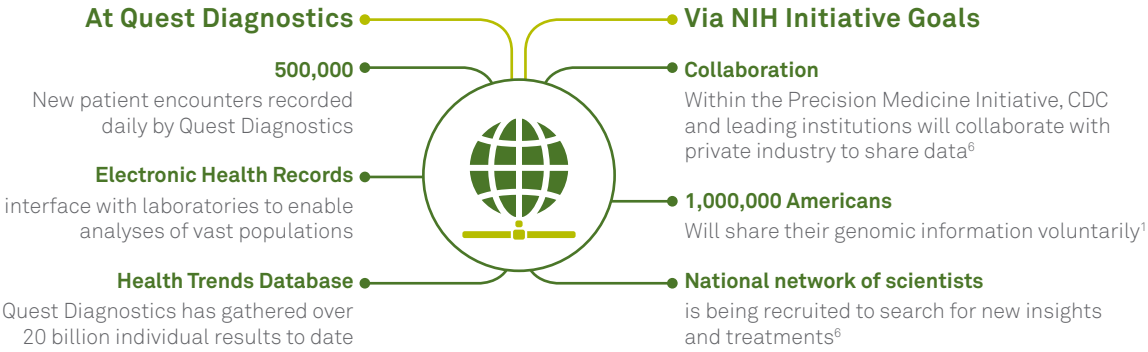 At Quest Diagnostics
500,000
New patient encounters recorded
daily by Quest Diagnostics
Electronic Health Records
interface with laboratories to enable
analyses of vast populations
Health Trends Database
Quest Diagnostics has gathered over
20 billion individual results to date
Via NIH Initiative Goals
Collaboration
Within the Precision Medicine Initiative, CDC
and leading institutions will collaborate with
private industry to share data⁶
1,000,000 Americans
Will share their genomic information voluntarily¹
National network of scientists
is being recruited to search for new insights
and treatments⁶